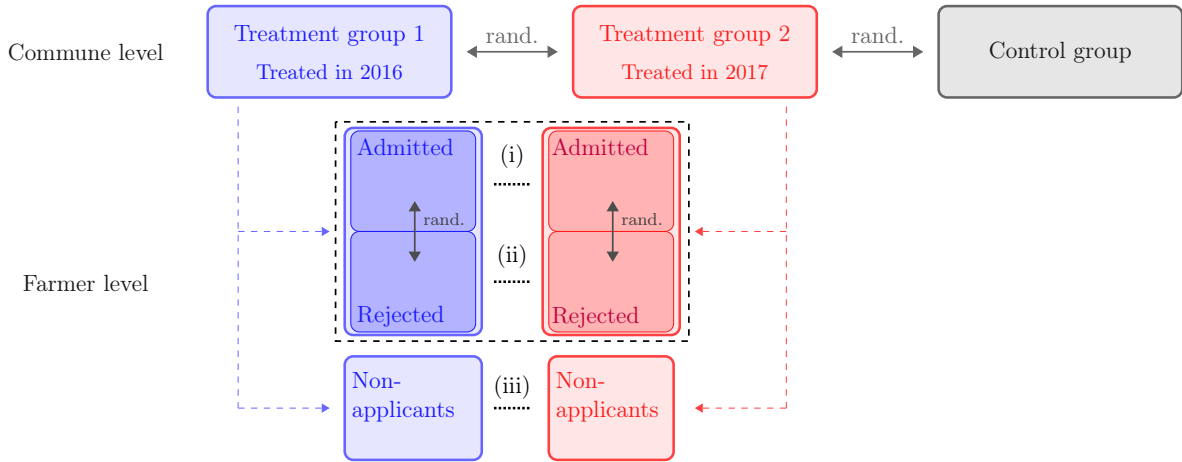 Commune level
Treatment group 1
Treated in 2016
rand.
Treatment group 2
Treated in 2017
rand.
Control group
Farmer level
Admitted
rand.
Rejected
(i)
(ii)
Admitted
rand.
Rejected
Non-
applicants
(iii)
Non-
applicants